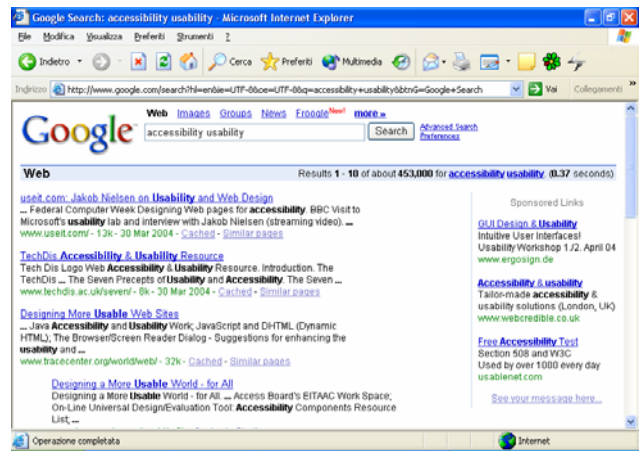 Google Search: accessibility usability - Microsoft Internet Explorer
File Modifica Visualizza Preferiti Strumenti ?
Indietro Cerca Preferiti Multimedia
Indirizzo http://www.google.com/search?hl=en&ie=UTF-8&oe=UTF-8&q=accessibility+usability&btnG=Google+Search Vai Collegamenti »
Google
Web Images Groups News Froogle New! more »
accessibility usability Search Advanced Search
Preferences
Web Results 1 - 10 of about 453,000 for accessibility usability. (0.37 seconds)
useit.com: Jakob Nielsen on Usability and Web Design
... Federal Computer Week Designing Web pages for accessibility. BBC Visit to
Microsoft's usability lab and interview with Jakob Nielsen (streaming video). ...
www.useit.com/ - 13k - 30 Mar 2004 - Cached - Similar pages
TechDis Accessibility & Usability Resource
Tech Dis Logo Web Accessibility & Usability Resource. Introduction. The
TechDis ... The Seven Precepts of Usability and Accessibility. The Seven ...
www.techdis.ac.uk/seven/ - 8k - 30 Mar 2004 - Cached - Similar pages
Designing More Usable Web Sites
... Java Accessibility and Usability Work; JavaScript and DHTML (Dynamic
HTML); The Browser/Screen Reader Dialog - Suggestions for enhancing the
usability and ...
www.tracecenter.org/world/web/ - 32k - Cached - Similar pages
Designing a More Usable World - for All
Designing a More Usable World - for All. ... Access Board's EITAAC Work Space;
On-Line Universal Design/Evaluation Tool: Accessibility Components Resource
List; ...
Sponsored Links
GUI Design & Usability
Intuitive User Interfaces!
Usability Workshop 1./2. April 04
www.ergosign.de
Accessibility & usability
Tailor-made accessibility &
usability solutions (London, UK)
www.webcredible.co.uk
Free Accessibility Test
Section 508 and W3C
Used by over 1000 every day
usablenet.com
See your message here...
Operazione completata Internet